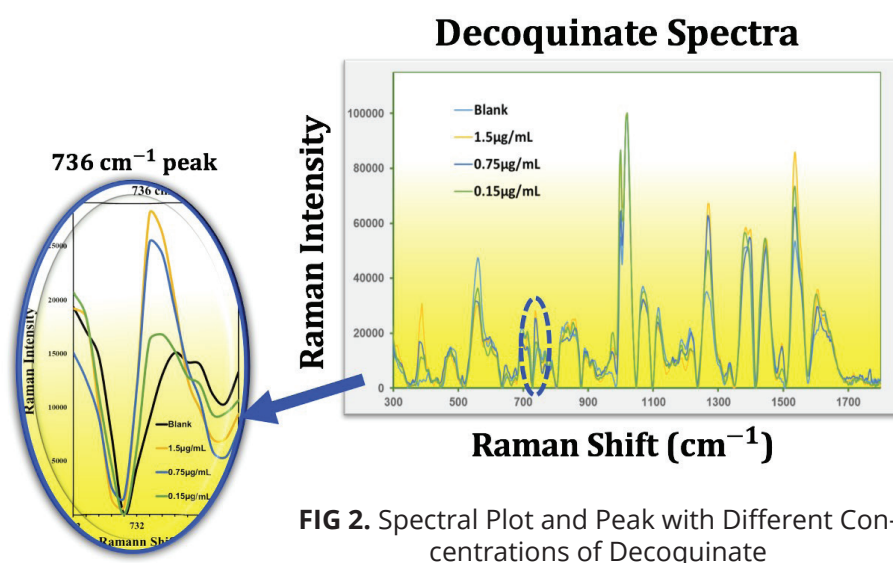 Decoquinate Spectra
Raman Intensity
100000
80000
60000
40000
20000
0
Blank
1.5µg/mL
0.75µg/mL
0.15µg/mL
300 500 700 900 1100 1300 1500 1700
Raman Shift (cm⁻¹)
736 cm⁻¹ peak
Raman Intensity
20000
15000
10000
5000
Blank
1.5µg/mL
0.75µg/mL
0.15µg/mL
732
Ramann
FIG 2. Spectral Plot and Peak with Different Con-
centrations of Decoquinate